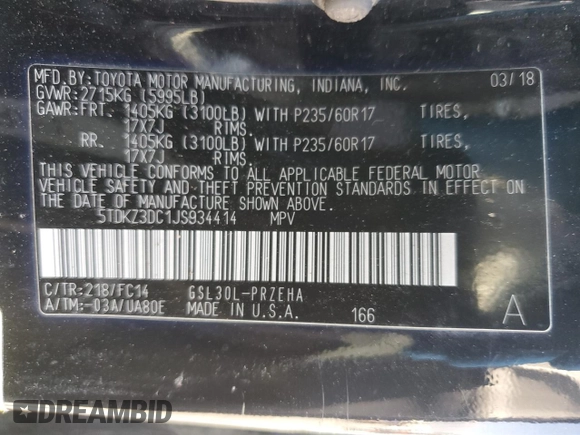 MFD.BY:TOYOTA MOTOR MANUFACTURING, INDIANA, INC. 03/18
GVWR:2715KG (5995LB)
GAWR:FRT. 1405KG (3100LB) WITH P235/60R17 TIRES,
17X7J RIMS.
RR. 1405KG (3100LB) WITH P235/60R17 TIRES,
17X7J RIMS.
THIS VEHICLE CONFORMS TO ALL APPLICABLE FEDERAL MOTOR
VEHICLE SAFETY AND THEFT PREVENTION STANDARDS IN EFFECT ON
THE DATE OF MANUFACTURE SHOWN ABOVE.
5TDKZ3DC1JS934414 MPV
C/TR:218/FC14 GSL30L-PRZEHA
A/TM:-03A/UA80E MADE IN U.S.A. 166 A
DREAMBID